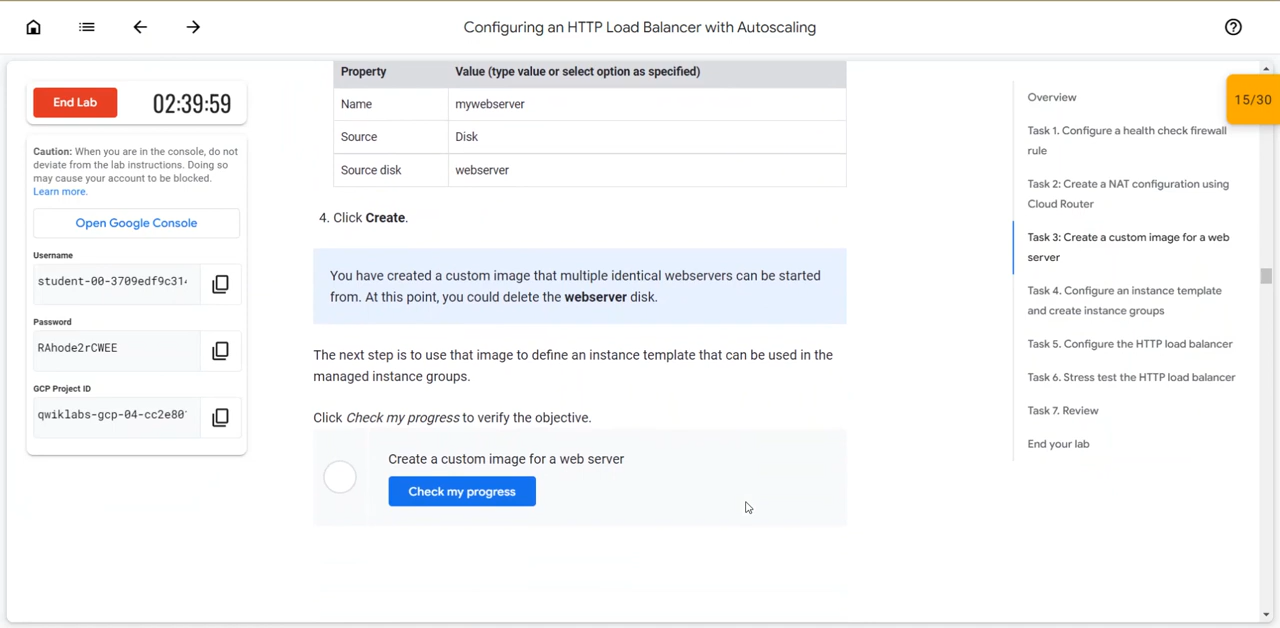 Configuring an HTTP Load Balancer with Autoscaling
End Lab
02:39:59
Caution: When you are in the console, do not
deviate from the lab instructions. Doing so
may cause your account to be blocked.
Learn more.
Open Google Console
Username
student-00-3709edf9c314
Password
RAhode2rCWEE
GCP Project ID
qwiklabs-gcp-04-cc2e80
Property
Value (type value or select option as specified)
Name
mywebserver
Source
Disk
Source disk
webserver
4. Click Create.
You have created a custom image that multiple identical webservers can be started
from. At this point, you could delete the webserver disk.
The next step is to use that image to define an instance template that can be used in the
managed instance groups.
Click Check my progress to verify the objective.
Create a custom image for a web server
Check my progress
Overview
Task 1. Configure a health check firewall
rule
Task 2: Create a NAT configuration using
Cloud Router
Task 3: Create a custom image for a web
server
Task 4. Configure an instance template
and create instance groups
Task 5. Configure the HTTP load balancer
Task 6. Stress test the HTTP load balancer
Task 7. Review
End your lab
15/30